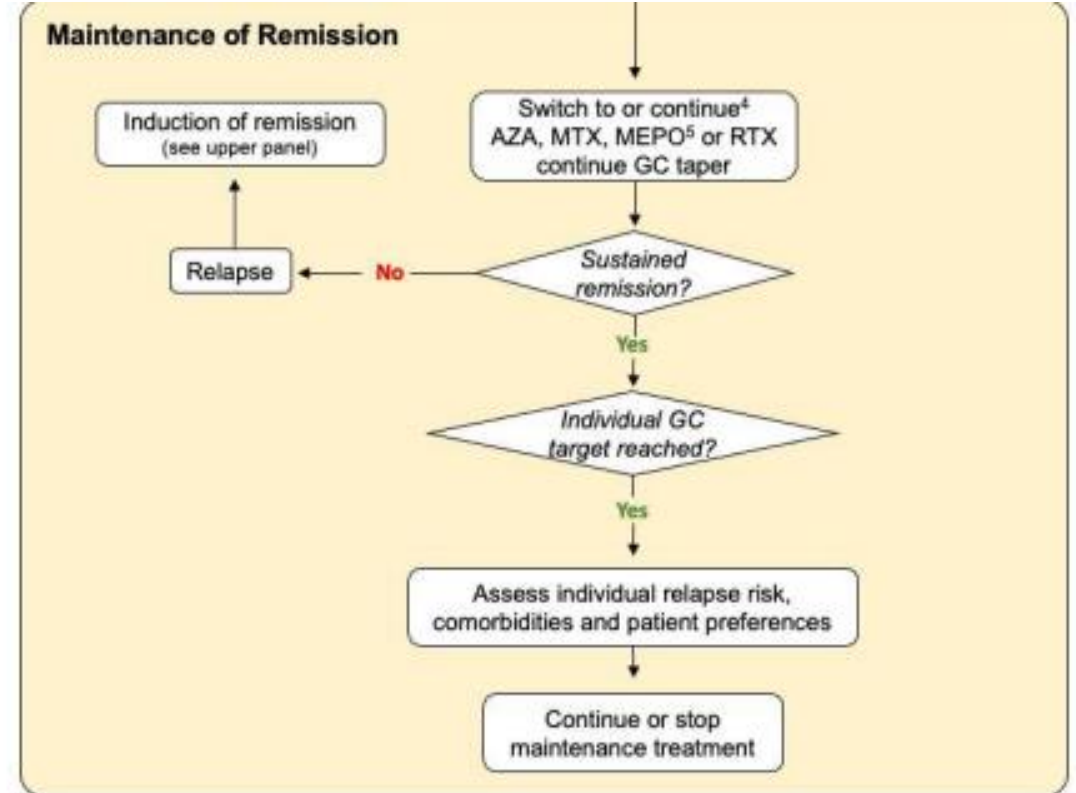 Maintenance of Remission
Switch to or continue⁴
AZA, MTX, MEPO⁵ or RTX
continue GC taper
Induction of remission
(see upper panel)
Relapse
No
Sustained
remission?
Yes
Individual GC
target reached?
Yes
Assess individual relapse risk,
comorbidities and patient preferences
Continue or stop
maintenance treatment